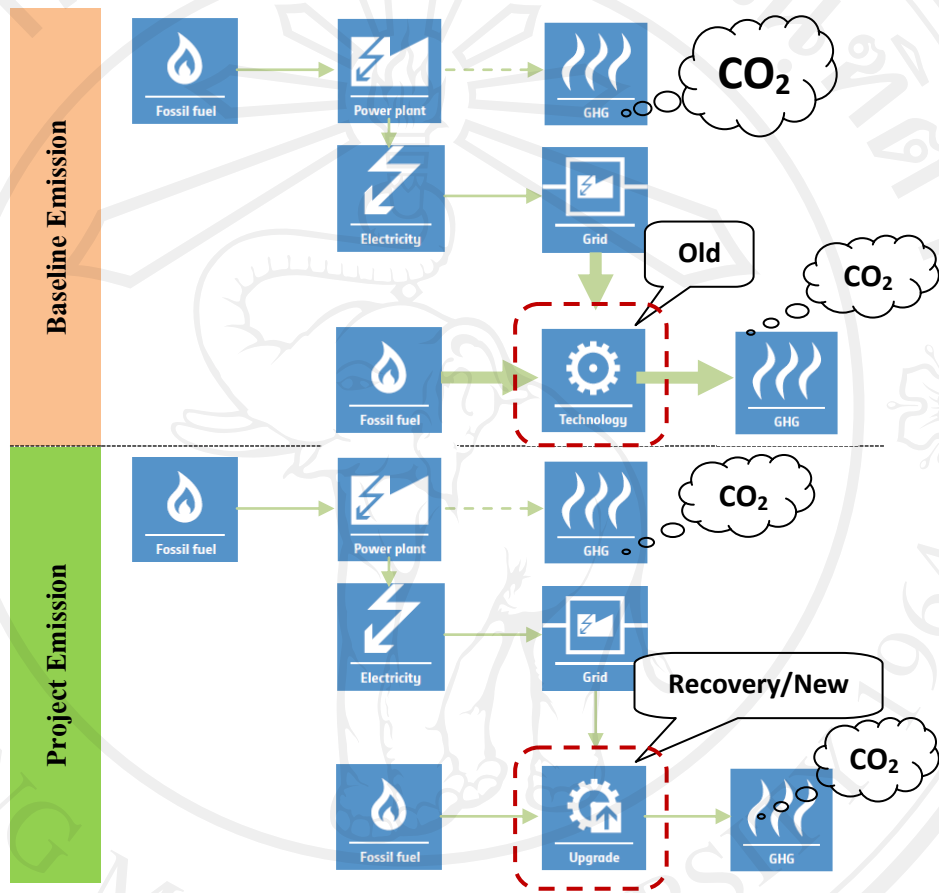 Baseline Emission
Fossil fuel
Power plant
GHG
CO₂
Electricity
Grid
Old
Fossil fuel
Technology
GHG
CO₂
Project Emission
Fossil fuel
Power plant
GHG
CO₂
Electricity
Grid
Recovery/New
Fossil fuel
Upgrade
GHG
CO₂